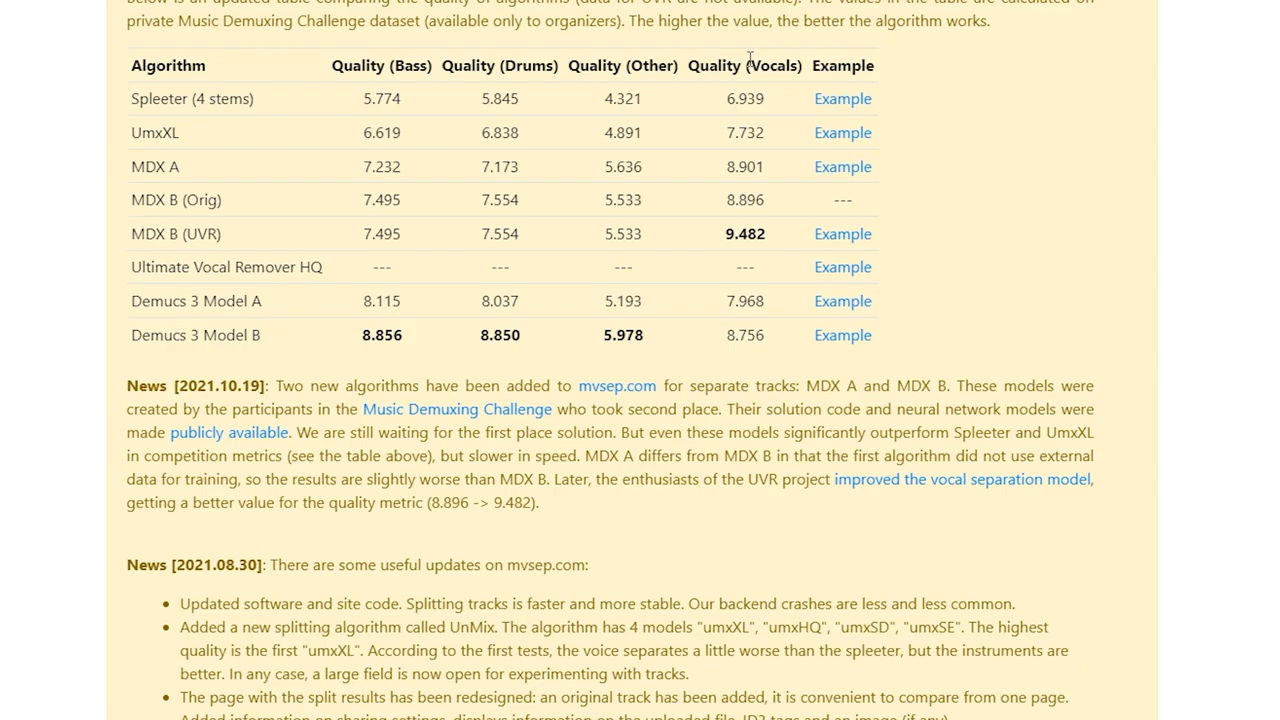 Below is an updated table comparing the quality of algorithms (data for UVR are not available). The values in the table are calculated on
private Music Demuxing Challenge dataset (available only to organizers). The higher the value, the better the algorithm works.
Algorithm Quality (Bass) Quality (Drums) Quality (Other) Quality (Vocals) Example
Spleeter (4 stems) 5.774 5.845 4.321 6.939 Example
UmxXL 6.619 6.838 4.891 7.732 Example
MDX A 7.232 7.173 5.636 8.901 Example
MDX B (Orig) 7.495 7.554 5.533 8.896 ---
MDX B (UVR) 7.495 7.554 5.533 9.482 Example
Ultimate Vocal Remover HQ --- --- --- --- Example
Demucs 3 Model A 8.115 8.037 5.193 7.968 Example
Demucs 3 Model B 8.856 8.850 5.978 8.756 Example
News [2021.10.19]: Two new algorithms have been added to mvsep.com for separate tracks: MDX A and MDX B. These models were
created by the participants in the Music Demuxing Challenge who took second place. Their solution code and neural network models were
made publicly available. We are still waiting for the first place solution. But even these models significantly outperform Spleeter and UmxXL
in competition metrics (see the table above), but slower in speed. MDX A differs from MDX B in that the first algorithm did not use external
data for training, so the results are slightly worse than MDX B. Later, the enthusiasts of the UVR project improved the vocal separation model,
getting a better value for the quality metric (8.896 -> 9.482).
News [2021.08.30]: There are some useful updates on mvsep.com:
• Updated software and site code. Splitting tracks is faster and more stable. Our backend crashes are less and less common.
• Added a new splitting algorithm called UnMix. The algorithm has 4 models "umxXL", "umxHQ", "umxSD", "umxSE". The highest
quality is the first "umxXL". According to the first tests, the voice separates a little worse than the spleeter, but the instruments are
better. In any case, a large field is now open for experimenting with tracks.
• The page with the split results has been redesigned: an original track has been added, it is convenient to compare from one page.
Added information on sharing settings, displays information on the uploaded file, ID3 tags and an image (if any)